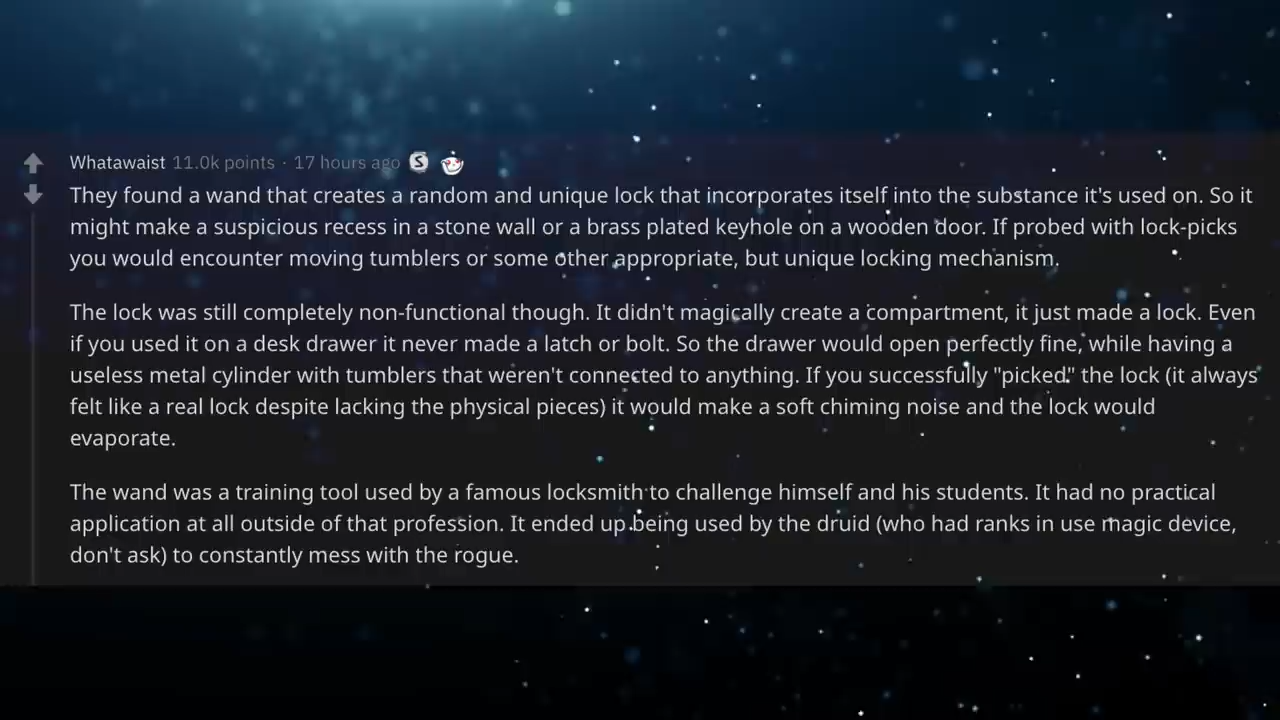 Whatawaist 11.0k points · 17 hours ago S
They found a wand that creates a random and unique lock that incorporates itself into the substance it's used on. So it
might make a suspicious recess in a stone wall or a brass plated keyhole on a wooden door. If probed with lock-picks
you would encounter moving tumblers or some other appropriate, but unique locking mechanism.
The lock was still completely non-functional though. It didn't magically create a compartment, it just made a lock. Even
if you used it on a desk drawer it never made a latch or bolt. So the drawer would open perfectly fine, while having a
useless metal cylinder with tumblers that weren't connected to anything. If you successfully "picked" the lock (it always
felt like a real lock despite lacking the physical pieces) it would make a soft chiming noise and the lock would
evaporate.
The wand was a training tool used by a famous locksmith to challenge himself and his students. It had no practical
application at all outside of that profession. It ended up being used by the druid (who had ranks in use magic device,
don't ask) to constantly mess with the rogue.